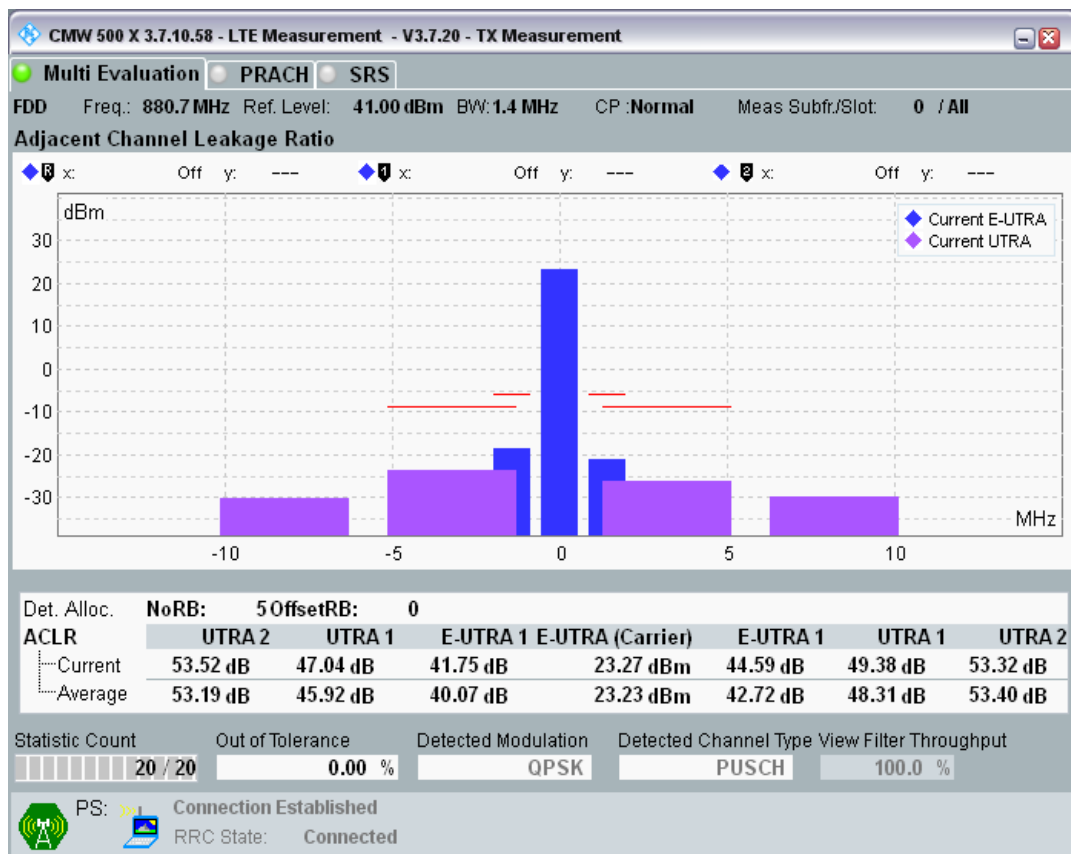 CMW 500 X 3.7.10.58 - LTE Measurement - V3.7.20 - TX Measurement
Multi Evaluation PRACH SRS
FDD Freq.: 880.7 MHz Ref. Level: 41.00 dBm BW: 1.4 MHz CP :Normal Meas Subfr./Slot: 0 / All
Adjacent Channel Leakage Ratio
R x: Off y: --- 1 x: Off y: --- 2 x: Off y: ---
dBm
Current E-UTRA
Current UTRA
30
20
10
0
-10
-20
-30
MHz
-10 -5 0 5 10
Det. Alloc. NoRB: 5 OffsetRB: 0
ACLR UTRA 2 UTRA 1 E-UTRA 1 E-UTRA (Carrier) E-UTRA 1 UTRA 1 UTRA 2
Current 53.52 dB 47.04 dB 41.75 dB 23.27 dBm 44.59 dB 49.38 dB 53.32 dB
Average 53.19 dB 45.92 dB 40.07 dB 23.23 dBm 42.72 dB 48.31 dB 53.40 dB
Statistic Count Out of Tolerance Detected Modulation Detected Channel Type View Filter Throughput
20 / 20 0.00 % QPSK PUSCH 100.0 %
PS: Connection Established
RRC State: Connected